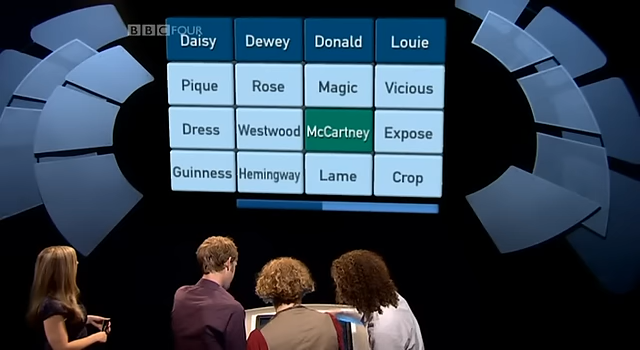 BBC FOUR
Daisy Dewey Donald Louie
Pique Rose Magic Vicious
Dress Westwood McCartney Expose
Guinness Hemingway Lame Crop